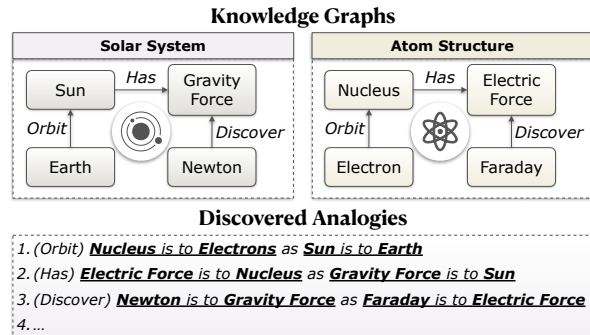 Knowledge Graphs
Solar System
Atom Structure
Sun
Has
Gravity
Force
Orbit
Discover
Earth
Newton
Nucleus
Has
Electric
Force
Orbit
Discover
Electron
Faraday
Discovered Analogies
1. (Orbit) Nucleus is to Electrons as Sun is to Earth
2. (Has) Electric Force is to Nucleus as Gravity Force is to Sun
3. (Discover) Newton is to Gravity Force as Faraday is to Electric Force
4. ...